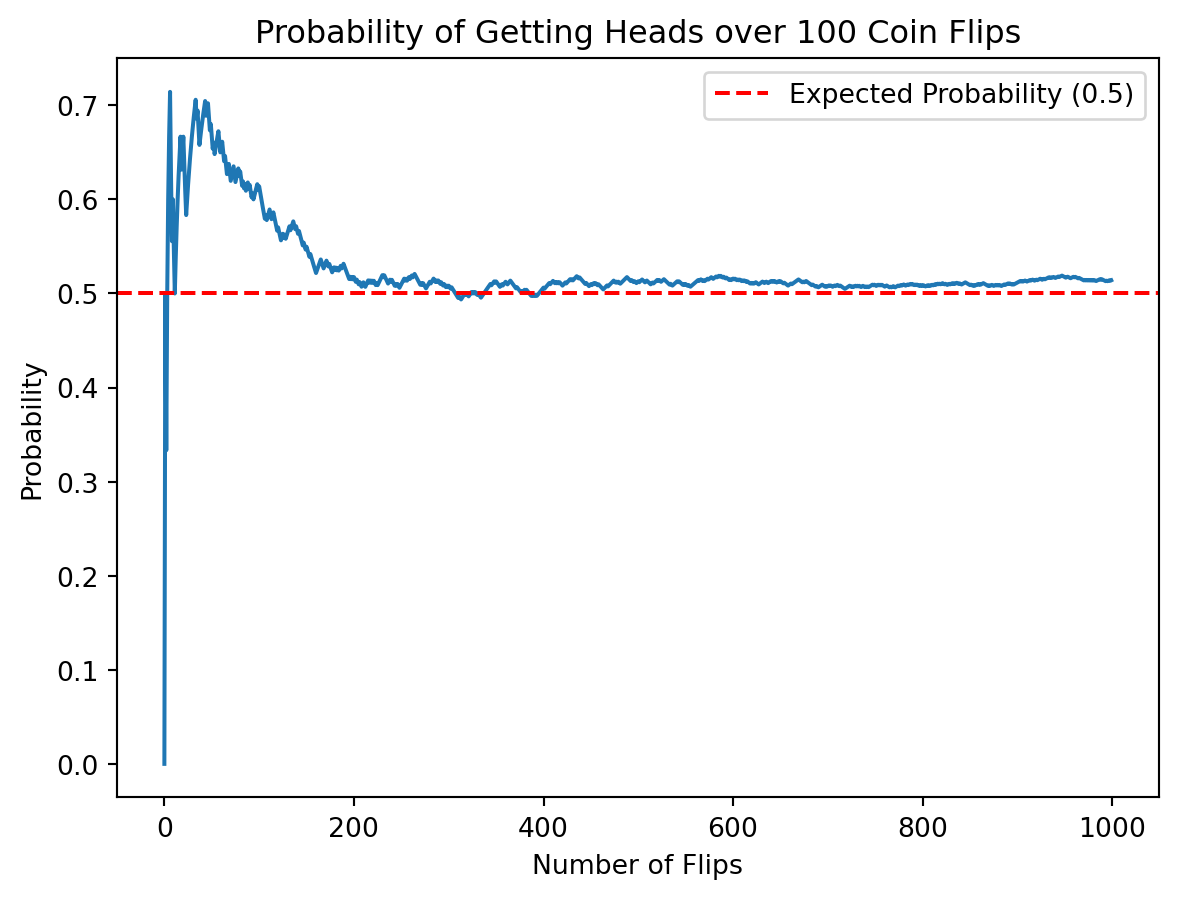 Probability of Getting Heads over 100 Coin Flips
Expected Probability (0.5)
Probability
0.7
0.6
0.5
0.4
0.3
0.2
0.1
0.0
0 200 400 600 800 1000
Number of Flips